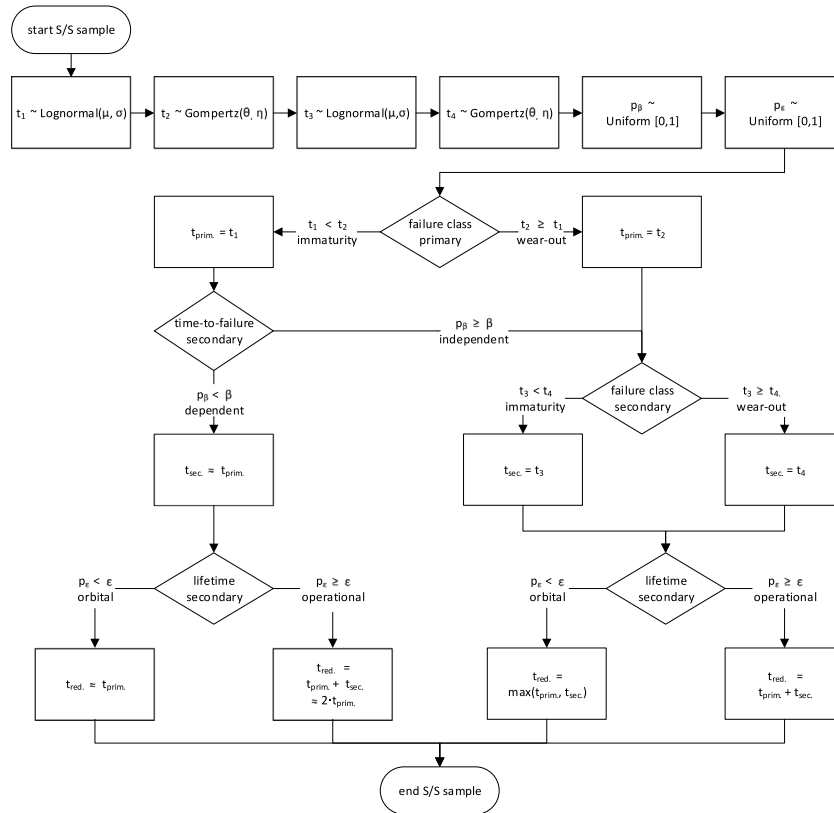 start S/S sample
t₁ ~ Lognormal(μ, σ)
t₂ ~ Gompertz(θ, η)
t₃ ~ Lognormal(μ,σ)
t₄ ~ Gompertz(θ, η)
p_β ~
Uniform [0,1]
p_ε ~
Uniform [0,1]
t_prim. = t₁
t₁ < t₂
immaturity
failure class
primary
t₂ ≥ t₁
wear-out
t_prim. = t₂
time-to-failure
secondary
p_β ≥ β
independent
p_β < β
dependent
t₃ < t₄
immaturity
failure class
secondary
t₃ ≥ t₄.
wear-out
t_sec. ≈ t_prim.
t_sec. = t₃
t_sec. = t₄
p_ε < ε
orbital
lifetime
secondary
p_ε ≥ ε
operational
p_ε < ε
orbital
lifetime
secondary
p_ε ≥ ε
operational
t_red. ≈ t_prim.
t_red. =
t_prim. + t_sec.
≈ 2·t_prim.
t_red. =
max(t_prim., t_sec.)
t_red. =
t_prim. + t_sec.
end S/S sample